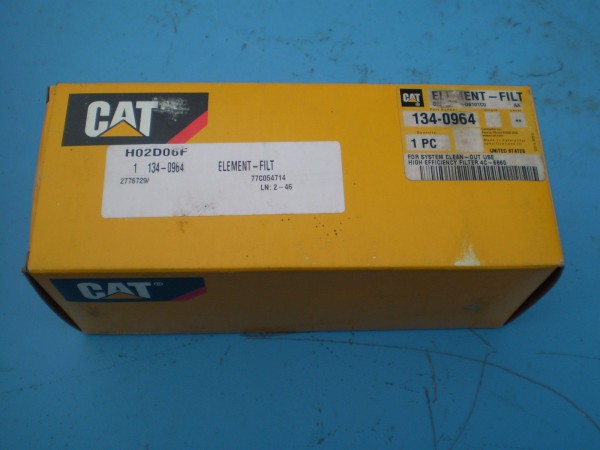 CAT
H02D06F
1 134-0964 ELEMENT-FILT
2776729/ 77C054714
LN: 2-46
CAT
ELEMENT-FILT
AA
134-0964
1 PC
UNITED STATES
FOR SYSTEM CLEAN-OUT USE
HIGH EFFICIENCY FILTER
CAT